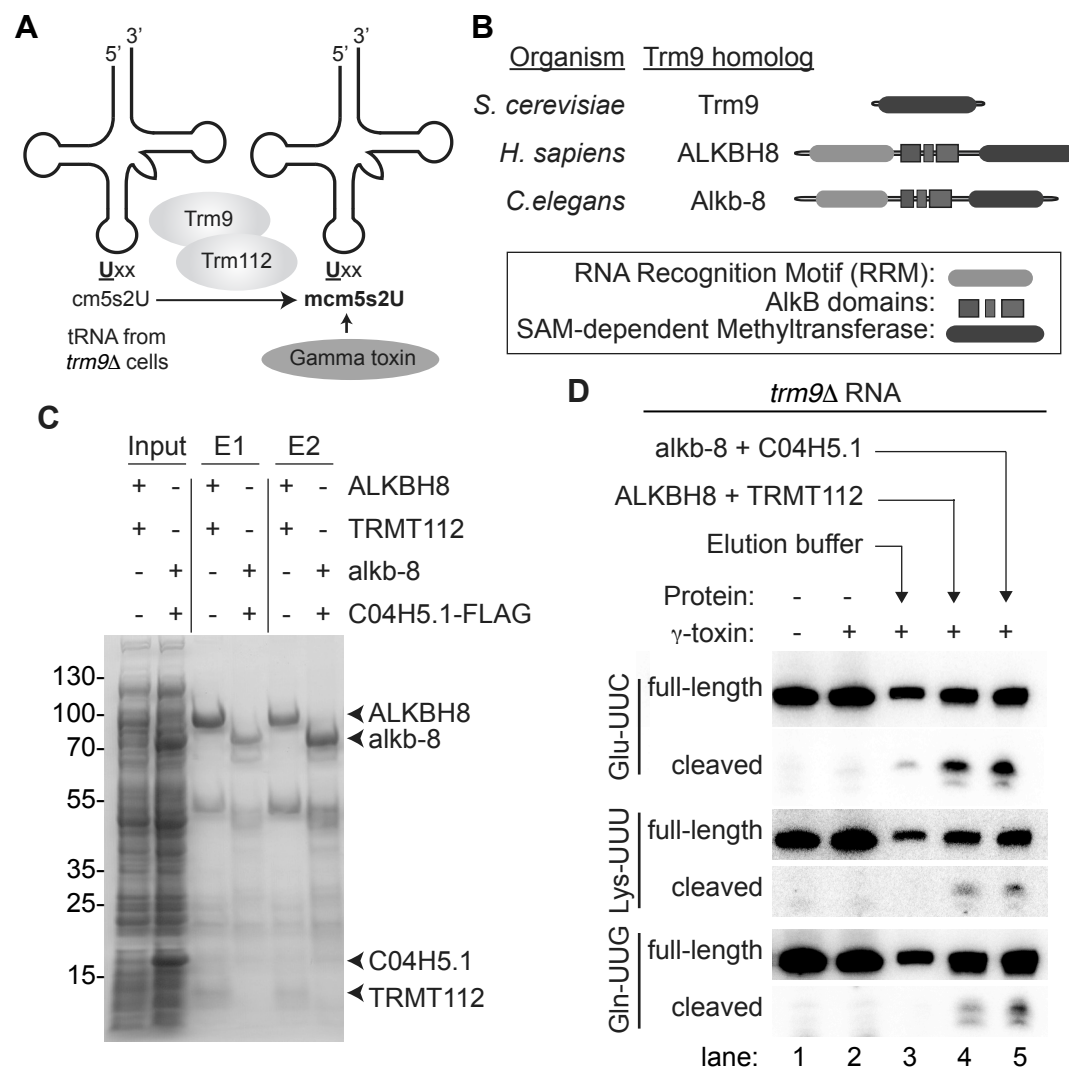 A
5’ 3’
5’ 3’
Trm9
Trm112
Uxx
Uxx
cm5s2U
mcm5s2U
tRNA from
trm9Δ cells
Gamma toxin
B
Organism Trm9 homolog
S. cerevisiae Trm9
H. sapiens ALKBH8
C.elegans Alkb-8
RNA Recognition Motif (RRM):
AlkB domains:
SAM-dependent Methyltransferase:
C
Input E1 E2
+ - + - + - ALKBH8
+ - + - + - TRMT112
- + - + - + alkb-8
- + - + - + C04H5.1-FLAG
130-
100-
70-
55-
35-
25-
15-
ALKBH8
alkb-8
C04H5.1
TRMT112
D
trm9Δ RNA
alkb-8 + C04H5.1
ALKBH8 + TRMT112
Elution buffer
Protein: - -
γ-toxin: - + + + +
Glu-UUC
full-length
cleaved
Lys-UUU
full-length
cleaved
Gln-UUG
full-length
cleaved
lane: 1 2 3 4 5